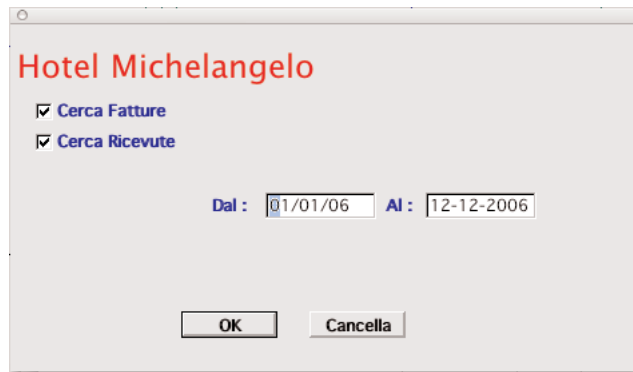 Hotel Michelangelo
Cerca Fatture
Cerca Ricevute
Dal : 01/01/06 Al : 12-12-2006
OK Cancella